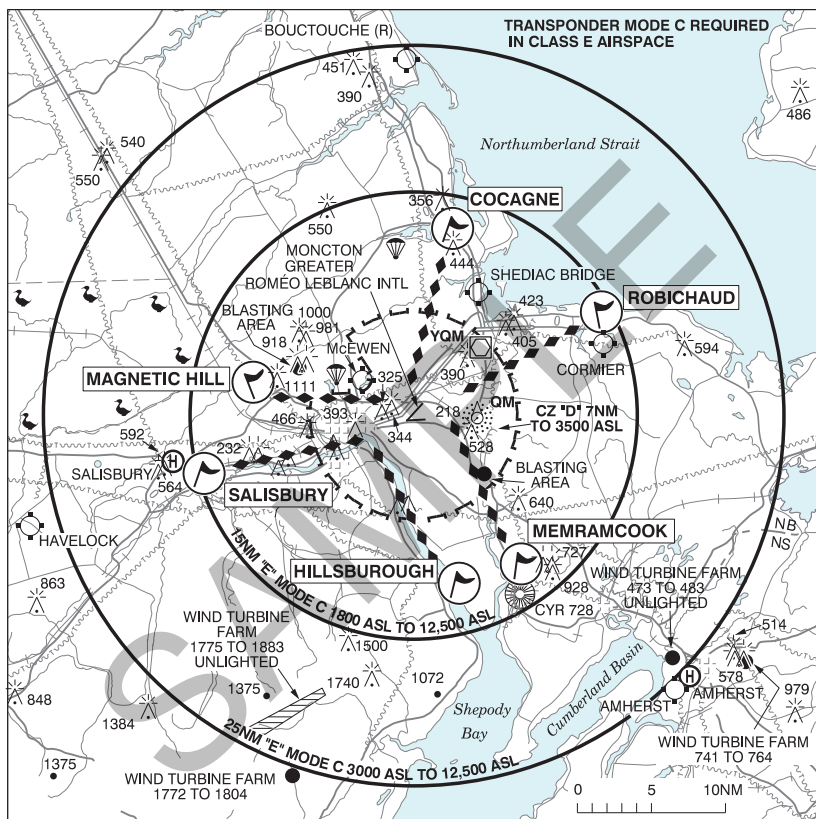 TRANSPONDER MODE C REQUIRED
IN CLASS E AIRSPACE
BOUCTOUCHE (R)
451
390
486
540
550
Northumberland Strait
356
COCAGNE
550
444
MONCTON
GREATER
ROMÉO LEBLANC INTL
SHEDIAC BRIDGE
423
ROBICHAUD
BLASTING
AREA
1000
981
918
McEWEN
YQM
405
594
CORMIER
390
325
MAGNETIC HILL
1111
QM
CZ "D" 7NM
TO 3500 ASL
218
393
466
344
528
592
232
SALISBURY
564
SALISBURY
BLASTING
AREA
640
HAVELOCK
MEMRAMCOOK
NB
NS
HILLSBOROUGH
727
928
WIND TURBINE FARM
473 TO 483
UNLIGHTED
CYR 728
863
15NM "E" MODE C 1800 ASL TO 12,500 ASL
WIND TURBINE
FARM
1775 TO 1883
UNLIGHTED
1500
514
1740
1072
578
979
AMHERST
AMHERST
Cumberland Basin
848
1384
1375
Shepody
Bay
25NM "E" MODE C 3000 ASL TO 12,500 ASL
WIND TURBINE FARM
741 TO 764
1375
WIND TURBINE FARM
1772 TO 1804
0
5
10NM
H
H
SAMPLE